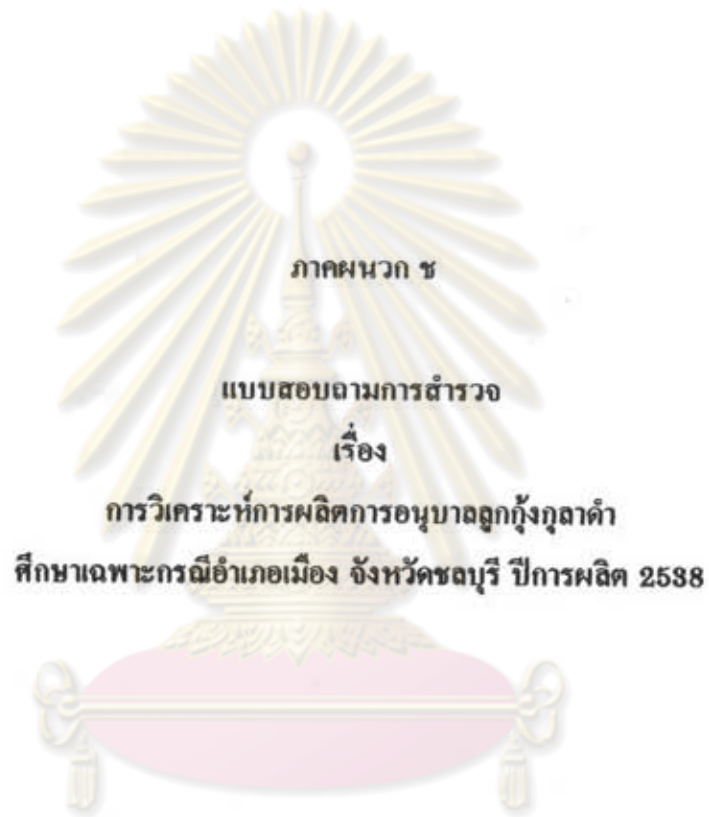 ภาคผนวก ช
แบบสอบถามการสำรวจ
เรื่อง
การวิเคราะห์การผลิตการอนุบาลลูกกุ้งกุลาดำ
ศึกษาเฉพาะกรณีอำเภอเมือง จังหวัดชลบุรี ปีการผลิต 2538